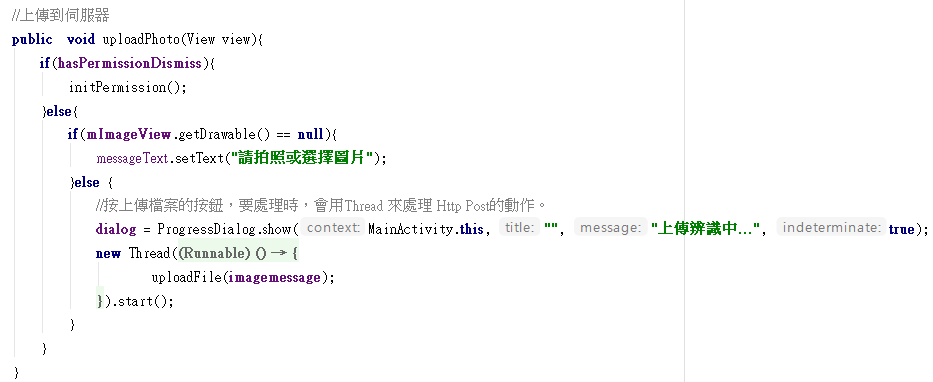 //上傳到伺服器
public void uploadPhoto(View view){
if(hasPermissionDismiss){
initPermission();
}else{
if(mImageView.getDrawable() == null){
messageText.setText("請拍照或選擇圖片");
}else {
//按上傳檔案的按鈕，要處理時，會用Thread 來處理 Http Post的動作。
dialog = ProgressDialog.show( context: MainActivity.this, title: "", message: "上傳辨識中...", indeterminate: true);
new Thread((Runnable) () → {
uploadFile(imagemessage);
}).start();
}
}
}